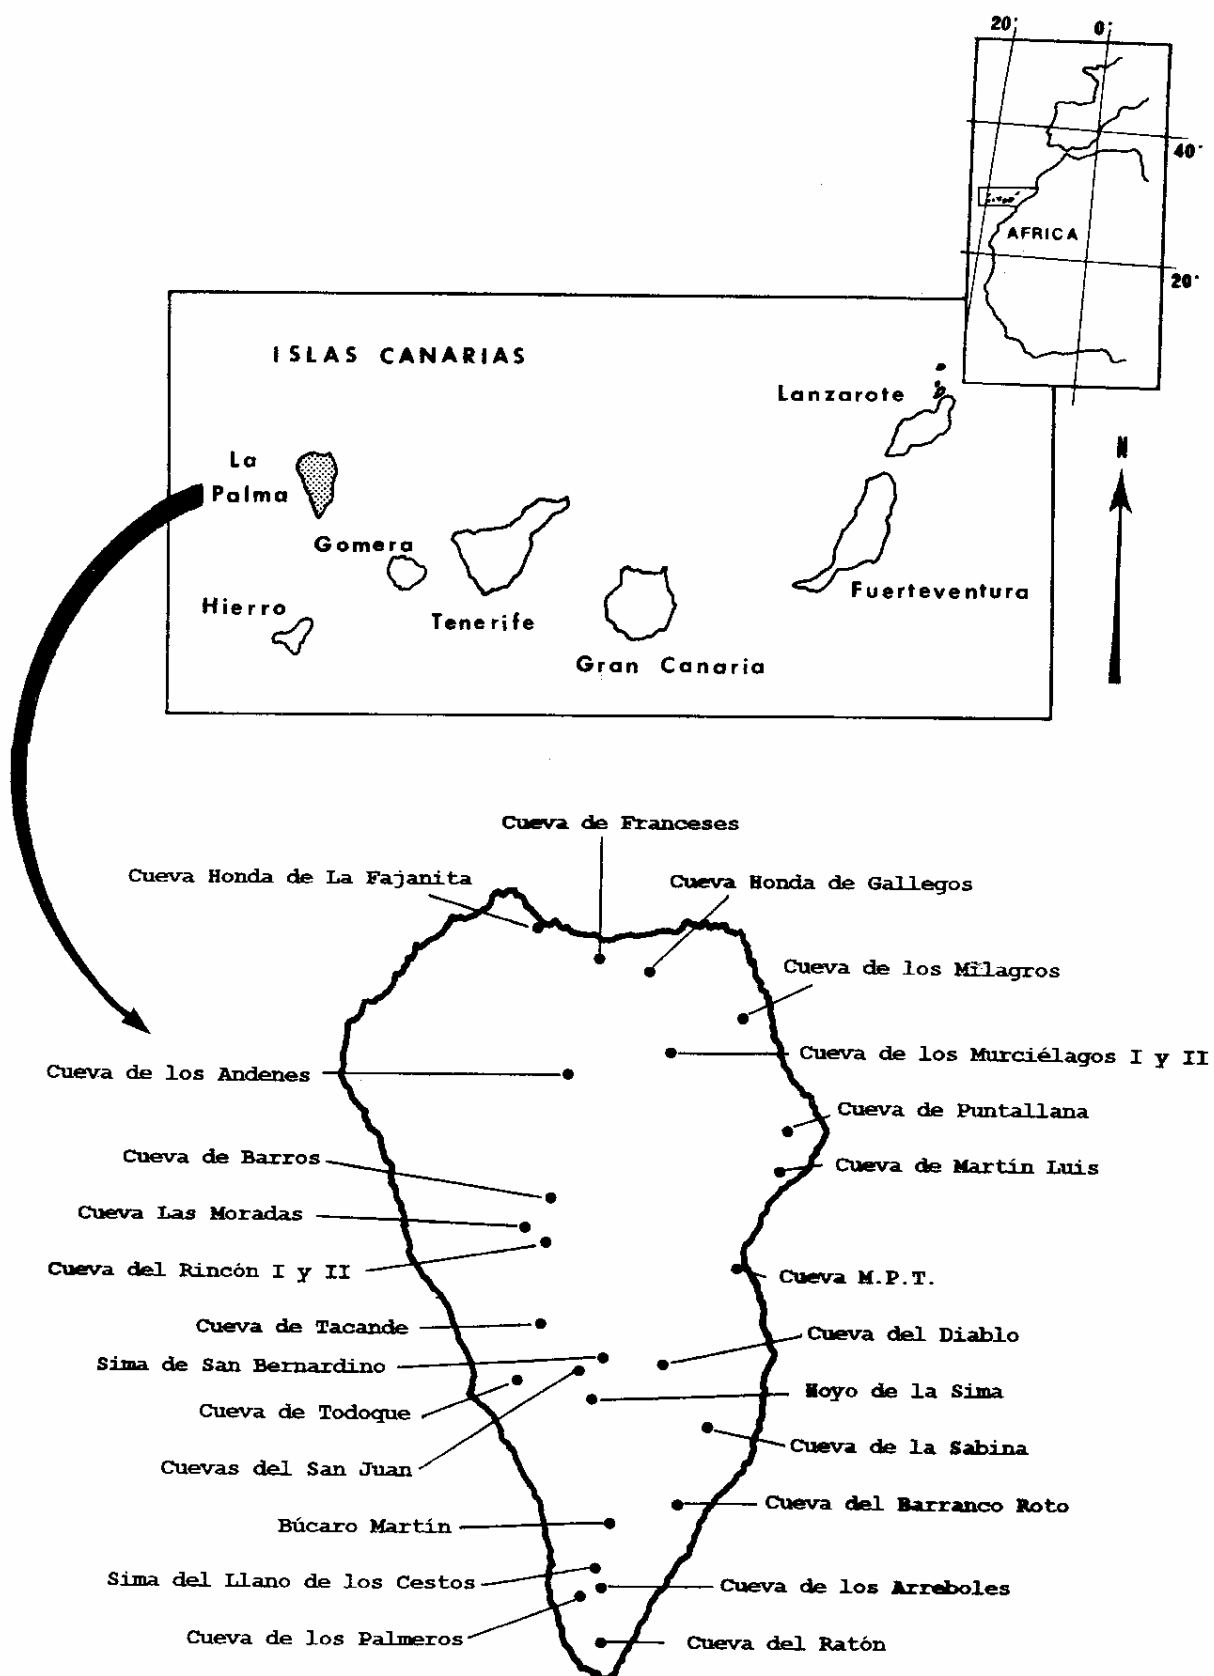 20° 0°
40°
AFRICA
20°
ISLAS CANARIAS
Lanzarote
N
La
Palma
Gomera
Hierro
Tenerife
Fuerteventura
Gran Canaria
Cueva de Franceses
Cueva Honda de La Fajanita
Cueva Honda de Gallegos
Cueva de los Milagros
Cueva de los Murciélagos I y II
Cueva de los Andenes
Cueva de Puntallana
Cueva de Barros
Cueva de Martín Luis
Cueva Las Moradas
Cueva del Rincón I y II
Cueva M.P.T.
Cueva de Tacande
Cueva del Diablo
Sima de San Bernardino
Hoyo de la Sima
Cueva de Todoque
Cueva de la Sabina
Cuevas del San Juan
Cueva del Barranco Roto
Búcaro Martín
Sima del Llano de los Cestos
Cueva de los Arreboles
Cueva de los Palmeros
Cueva del Ratón